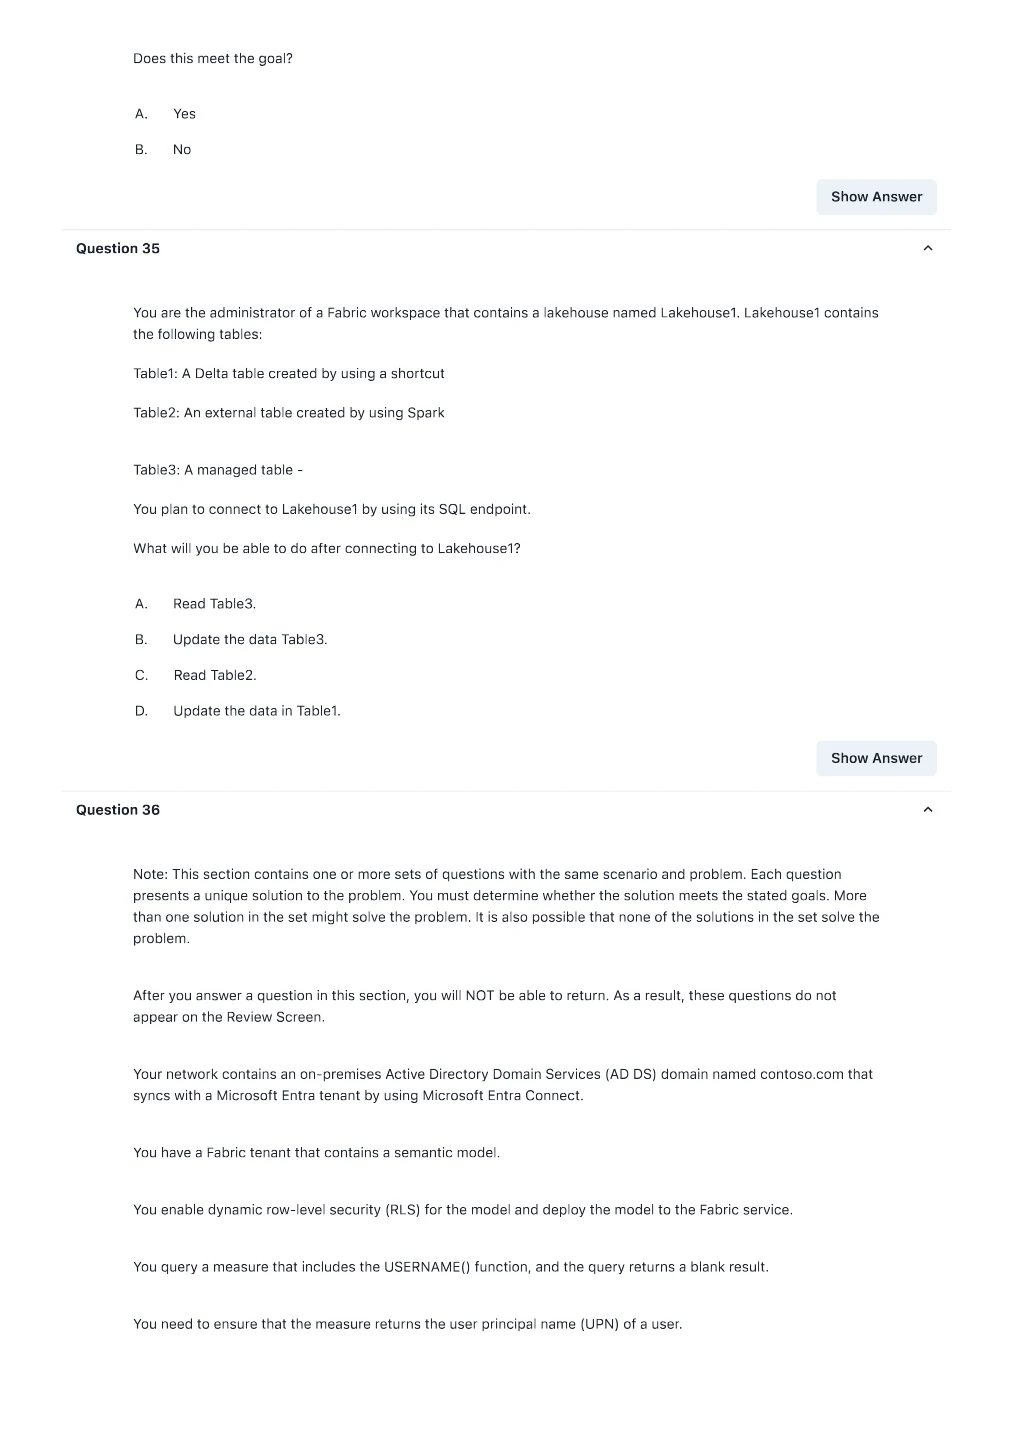 Does this meet the goal?
A. Yes
B. No
Show Answer
Question 35
You are the administrator of a Fabric workspace that contains a lakehouse named Lakehouse1. Lakehouse1 contains
the following tables:
Table1: A Delta table created by using a shortcut
Table2: An external table created by using Spark
Table3: A managed table -
You plan to connect to Lakehouse1 by using its SQL endpoint.
What will you be able to do after connecting to Lakehouse1?
A. Read Table3.
B. Update the data Table3.
C. Read Table2.
D. Update the data in Table1.
Show Answer
Question 36
Note: This section contains one or more sets of questions with the same scenario and problem. Each question
presents a unique solution to the problem. You must determine whether the solution meets the stated goals. More
than one solution in the set might solve the problem. It is also possible that none of the solutions in the set solve the
problem.
After you answer a question in this section, you will NOT be able to return. As a result, these questions do not
appear on the Review Screen.
Your network contains an on-premises Active Directory Domain Services (AD DS) domain named contoso.com that
syncs with a Microsoft Entra tenant by using Microsoft Entra Connect.
You have a Fabric tenant that contains a semantic model.
You enable dynamic row-level security (RLS) for the model and deploy the model to the Fabric service.
You query a measure that includes the USERNAME() function, and the query returns a blank result.
You need to ensure that the measure returns the user principal name (UPN) of a user.